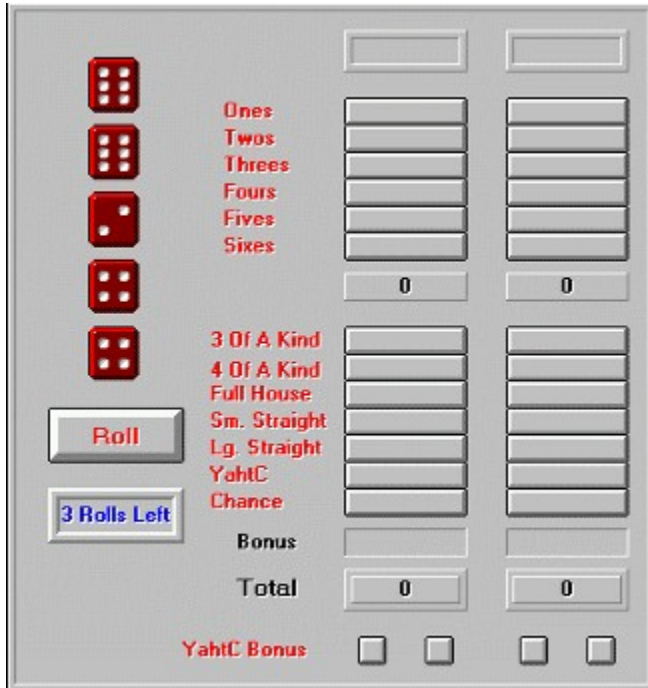 Ones
Twos
Threes
Fours
Fives
Sixes
0 0
3 Of A Kind
4 Of A Kind
Full House
Sm. Straight
Lg. Straight
YahtC
Chance
Roll
3 Rolls Left
Bonus
Total 0 0
YahtC Bonus